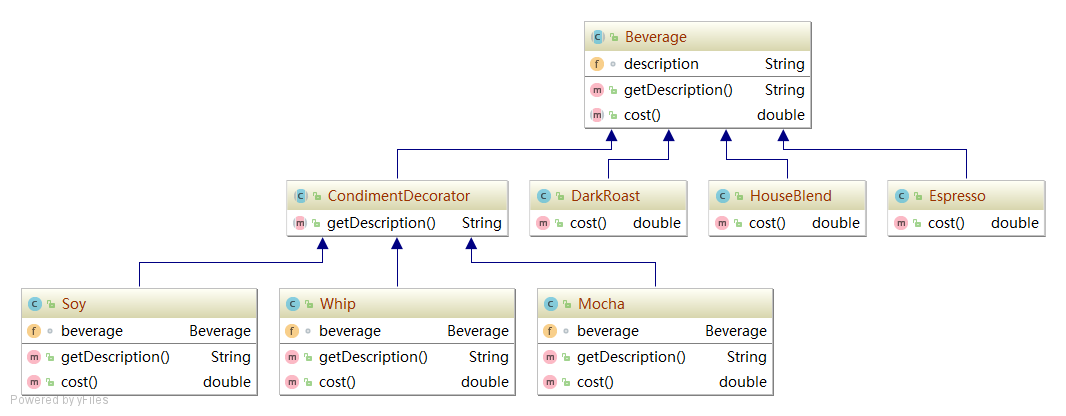 Beverage
description String
getDescription() String
cost() double
CondimentDecorator
getDescription() String
DarkRoast
cost() double
HouseBlend
cost() double
Espresso
cost() double
Soy
beverage Beverage
getDescription() String
cost() double
Whip
beverage Beverage
getDescription() String
cost() double
Mocha
beverage Beverage
getDescription() String
cost() double
Powered by yFiles